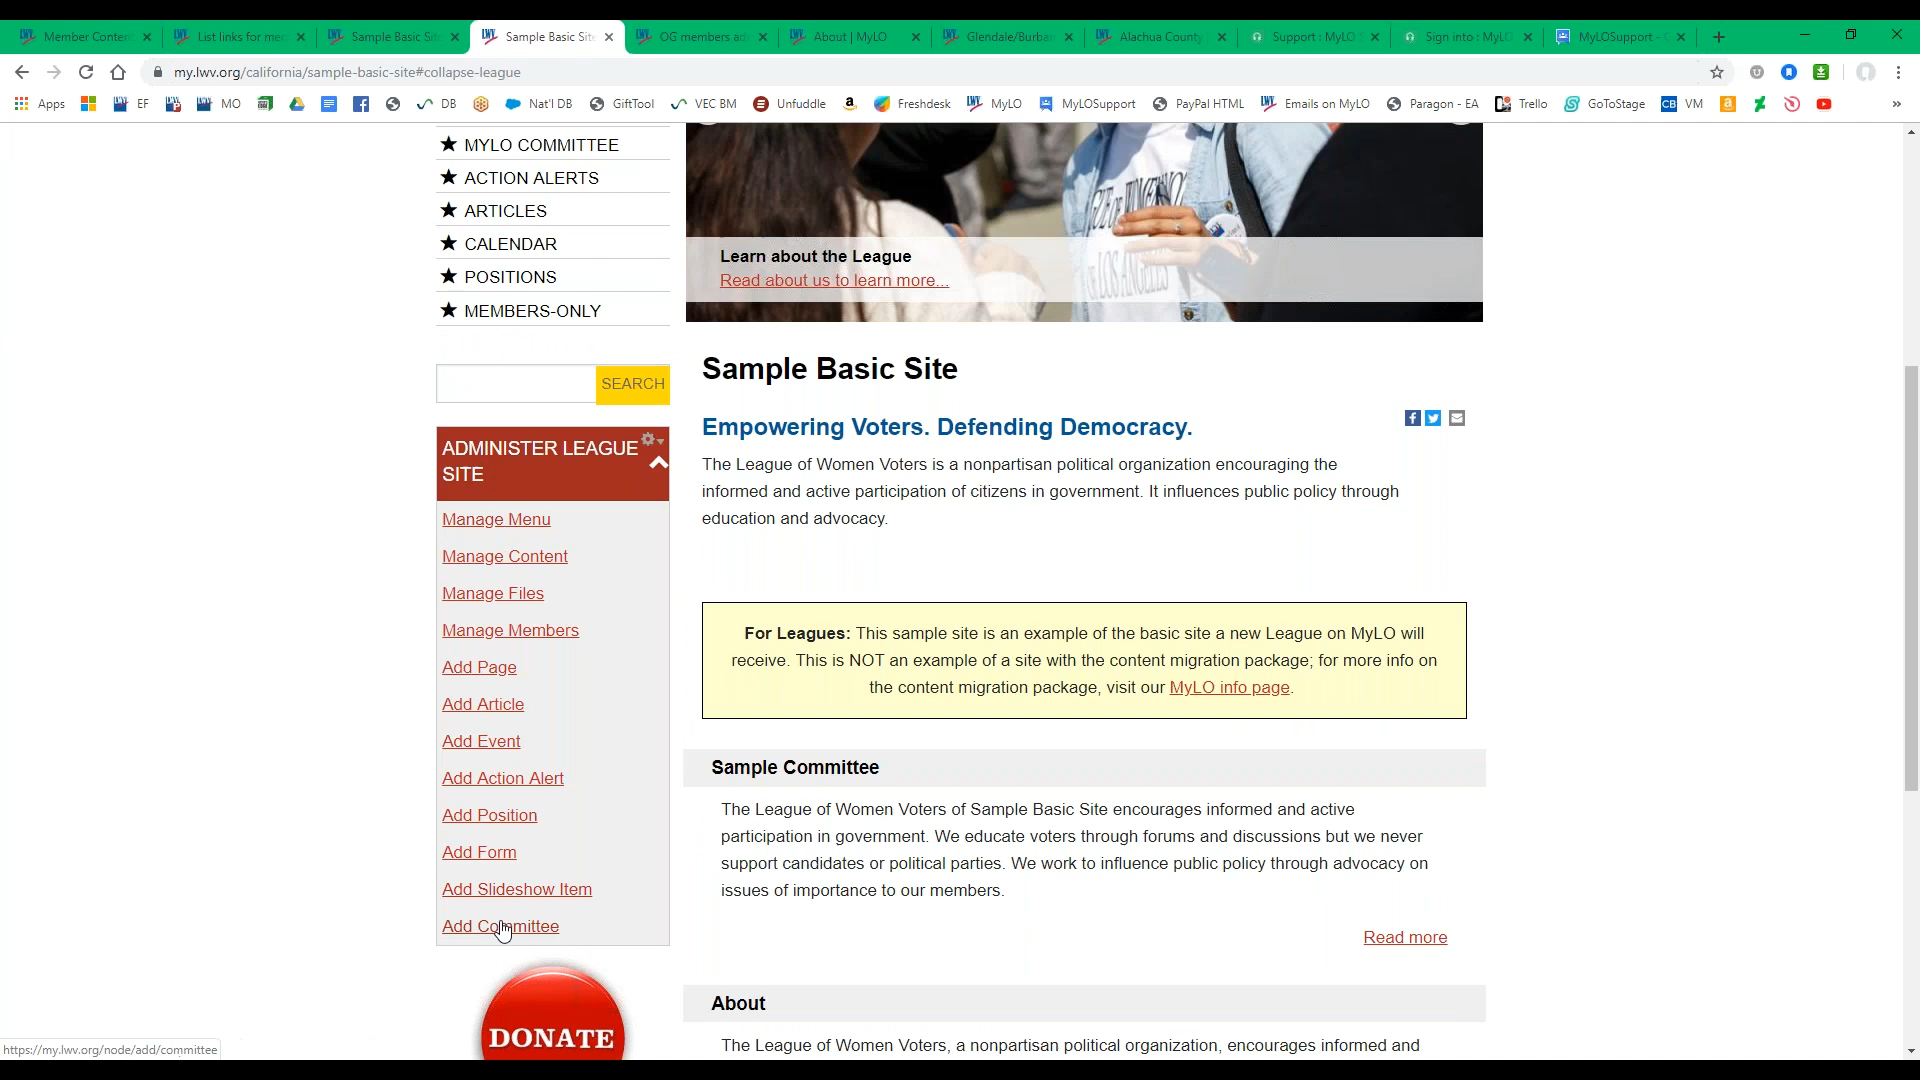 Member Conten
List links for me
Sample Basic Sit
Sample Basic Site
OG members ad
About | MyLO
Glendale/Burba
Alachua County
Support : MyLO
Sign into : MyLO
MyLOSupport -
my.lwv.org/california/sample-basic-site#collapse-league
Apps EF MO DB Nat'l DB GiftTool VEC BM Unfuddle Freshdesk MyLO MyLOSupport PayPal HTML Emails on MyLO Paragon - EA Trello GoToStage CB VM »
MYLO COMMITTEE
ACTION ALERTS
ARTICLES
CALENDAR
POSITIONS
MEMBERS-ONLY
SEARCH
ADMINISTER LEAGUE
SITE
Manage Menu
Manage Content
Manage Files
Manage Members
Add Page
Add Article
Add Event
Add Action Alert
Add Position
Add Form
Add Slideshow Item
Add Committee
DONATE
Learn about the League
Read about us to learn more...
Sample Basic Site
Empowering Voters. Defending Democracy.
The League of Women Voters is a nonpartisan political organization encouraging the
informed and active participation of citizens in government. It influences public policy through
education and advocacy.
For Leagues: This sample site is an example of the basic site a new League on MyLO will
receive. This is NOT an example of a site with the content migration package; for more info on
the content migration package, visit our MyLO info page.
Sample Committee
The League of Women Voters of Sample Basic Site encourages informed and active
participation in government. We educate voters through forums and discussions but we never
support candidates or political parties. We work to influence public policy through advocacy on
issues of importance to our members.
Read more
About
The League of Women Voters, a nonpartisan political organization, encourages informed and
https://my.lwv.org/node/add/committee